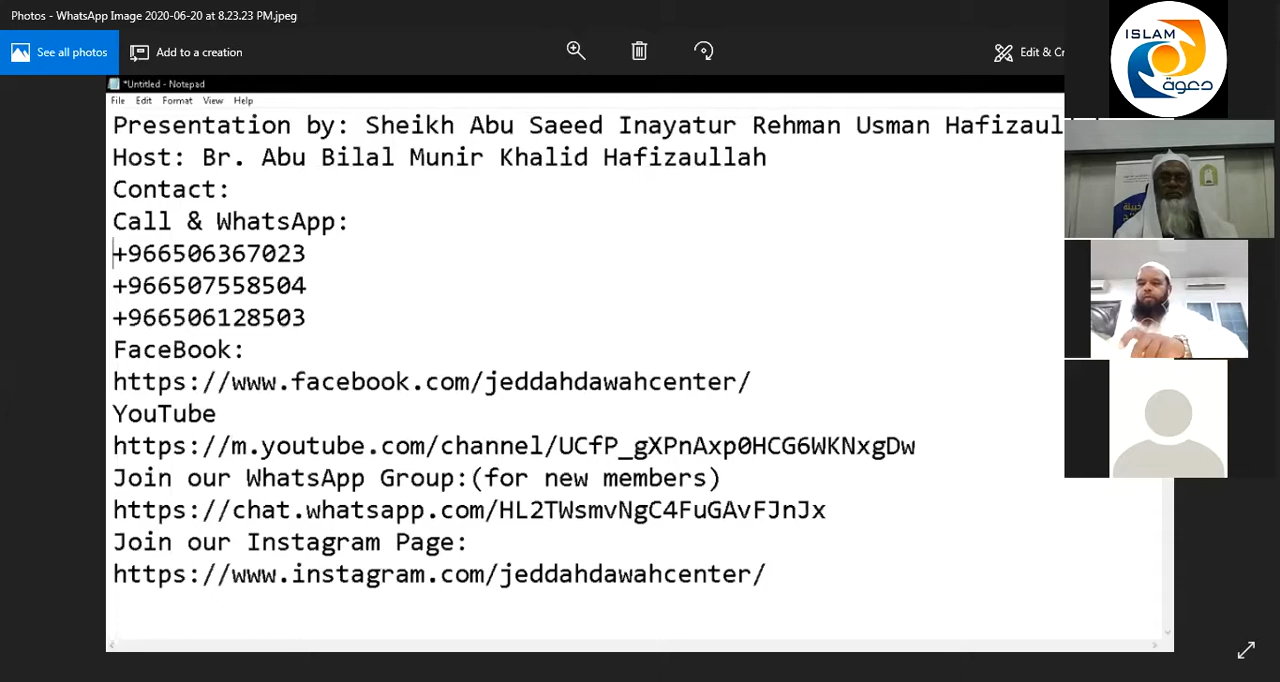 Photos - WhatsApp Image 2020-06-20 at 8.23.23 PM.jpeg
See all photos
Add to a creation
Edit & Cr
ISLAM
دعوة
*Untitled - Notepad
File Edit Format View Help
Presentation by: Sheikh Abu Saeed Inayatur Rehman Usman Hafizaul
Host: Br. Abu Bilal Munir Khalid Hafizaullah
Contact:
Call & WhatsApp:
+966506367023
+966507558504
+966506128503
FaceBook:
https://www.facebook.com/jeddahdawahcenter/
YouTube
https://m.youtube.com/channel/UCfP_gXPnAxp0HCG6WKNxgDw
Join our WhatsApp Group:(for new members)
https://chat.whatsapp.com/HL2TWsmvNgC4FuGAvFJnJx
Join our Instagram Page:
https://www.instagram.com/jeddahdawahcenter/